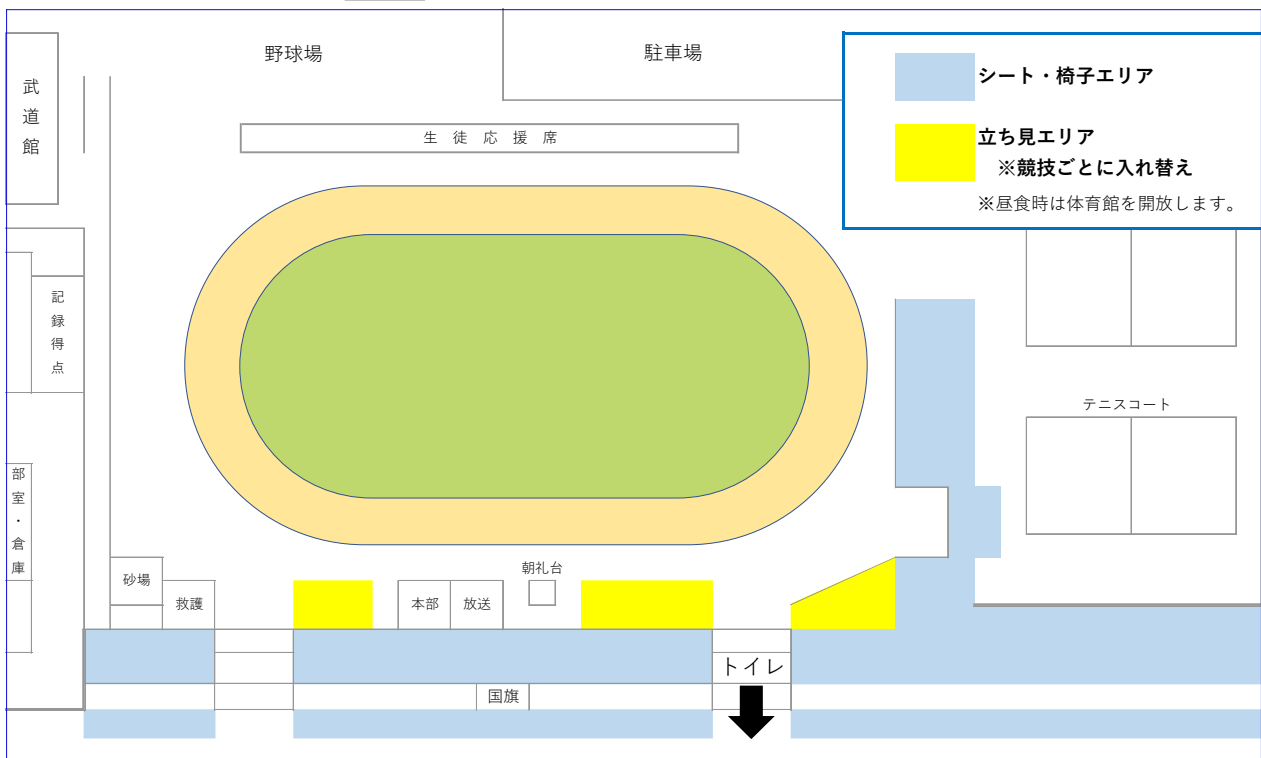 野球場
駐車場
武道館
シート・椅子エリア
生徒応援席
立ち見エリア
※競技ごとに入れ替え
※昼食時は体育館を開放します。
記録得点
テニスコート
部室・倉庫
朝礼台
砂場
救護
本部
放送
トイレ
国旗